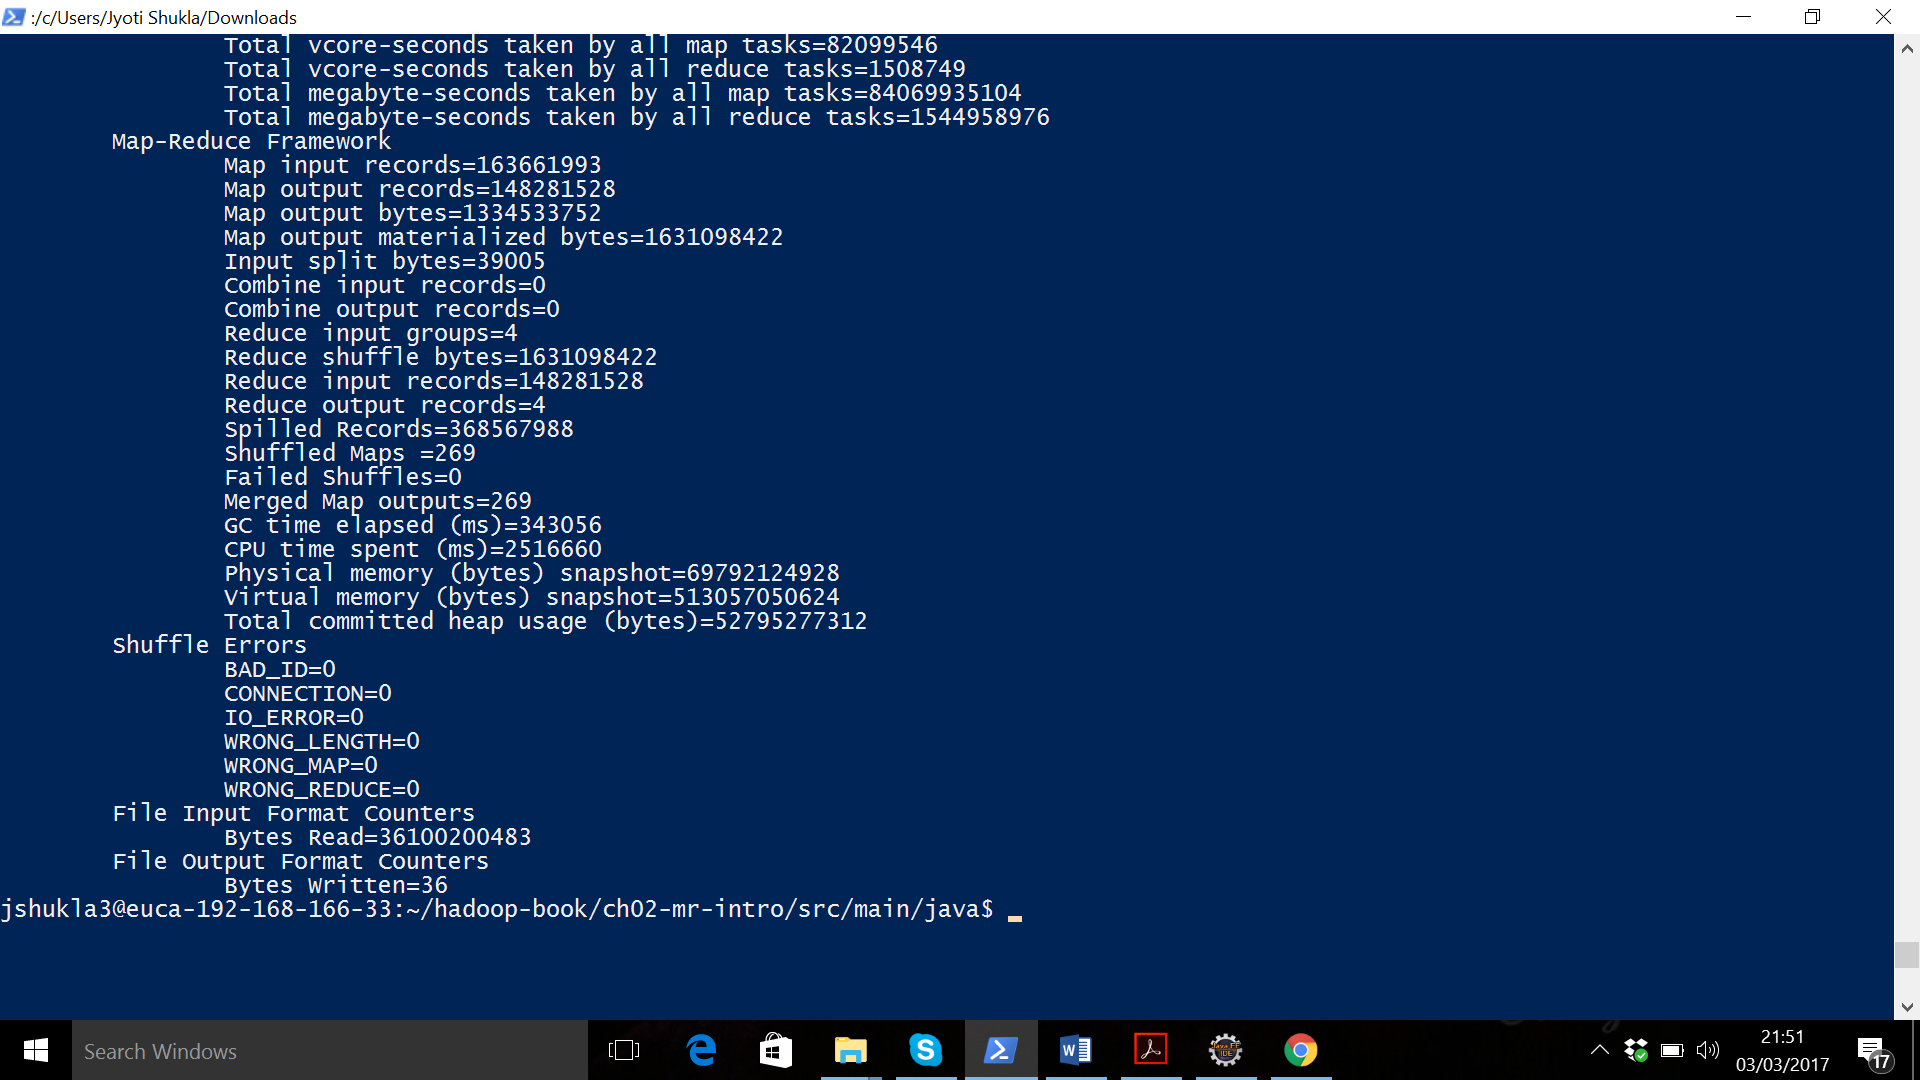 :/c/Users/Jyoti Shukla/Downloads
Total vcore-seconds taken by all map tasks=82099546
Total vcore-seconds taken by all reduce tasks=1508749
Total megabyte-seconds taken by all map tasks=84069935104
Total megabyte-seconds taken by all reduce tasks=1544958976
Map-Reduce Framework
Map input records=163661993
Map output records=148281528
Map output bytes=1334533752
Map output materialized bytes=1631098422
Input split bytes=39005
Combine input records=0
Combine output records=0
Reduce input groups=4
Reduce shuffle bytes=1631098422
Reduce input records=148281528
Reduce output records=4
Spilled Records=368567988
Shuffled Maps =269
Failed Shuffles=0
Merged Map outputs=269
GC time elapsed (ms)=343056
CPU time spent (ms)=2516660
Physical memory (bytes) snapshot=69792124928
Virtual memory (bytes) snapshot=513057050624
Total committed heap usage (bytes)=52795277312
Shuffle Errors
BAD_ID=0
CONNECTION=0
IO_ERROR=0
WRONG_LENGTH=0
WRONG_MAP=0
WRONG_REDUCE=0
File Input Format Counters
Bytes Read=36100200483
File Output Format Counters
Bytes Written=36
jshukla3@euca-192-168-166-33:~/hadoop-book/ch02-mr-intro/src/main/java$
Search Windows
Java EE
IDE
21:51
03/03/2017
17